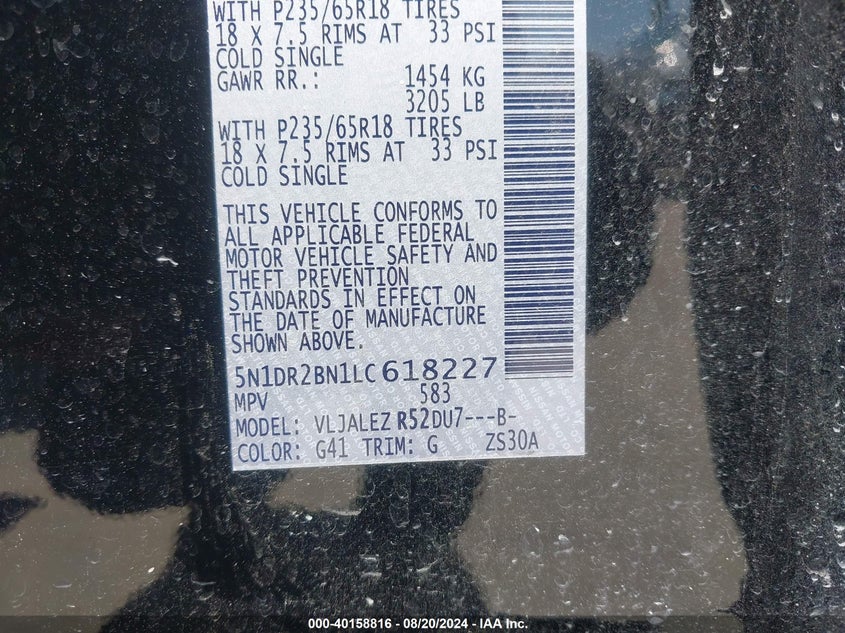 WITH P235/65R18 TIRES
18 X 7.5 RIMS AT 33 PSI
COLD SINGLE
GAWR RR.: 1454 KG
3205 LB
WITH P235/65R18 TIRES
18 X 7.5 RIMS AT 33 PSI
COLD SINGLE
THIS VEHICLE CONFORMS TO
ALL APPLICABLE FEDERAL
MOTOR VEHICLE SAFETY AND
THEFT PREVENTION
STANDARDS IN EFFECT ON
THE DATE OF MANUFACTURE
SHOWN ABOVE.
5N1DR2BN1LC618227
MPV 583
MODEL: VLJALEZ R52DU7---B-
COLOR: G41 TRIM: G ZS30A
000-40158816 - 08/20/2024 - IAA Inc.